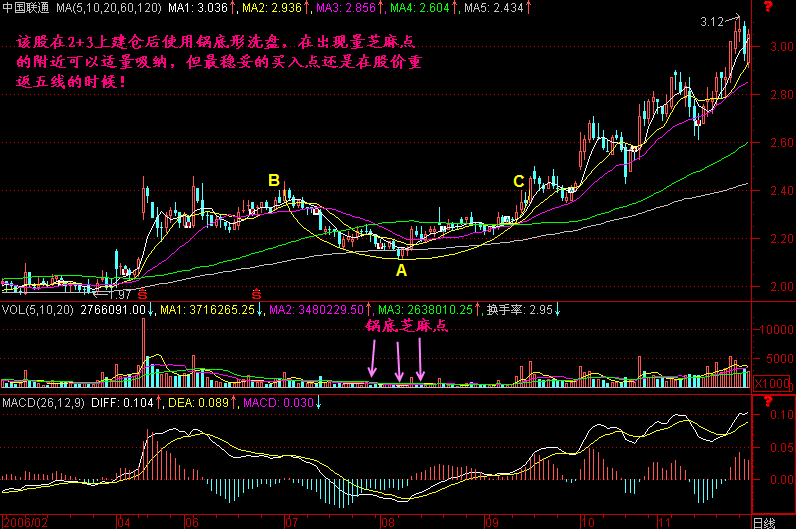 中国联通 MA(5,10,20,60,120) MA1: 3.036↑, MA2: 2.936↑, MA3: 2.856↑, MA4: 2.604↑, MA5: 2.434↑
?
3.12
该股在2+3上建仓后使用锅底形洗盘，在出现量芝麻点
的附近可以适量吸纳，但最稳妥的买入点还是在股价重
返五线的时候！
3.00
2.80
2.60
2.40
2.20
2.00
B
C
A
1.97
VOL(5,10,20) 2766091.00↓, MA1: 3716265.25↓, MA2: 3480229.50↑, MA3: 2638010.25↑, 换手率: 2.95↓
锅底芝麻点
10000
5000
X1000
MACD(26,12,9) DIFF: 0.104↑, DEA: 0.089↑, MACD: 0.030↓
?
0.10
0.05
0.00
2006/02 04 06 07 08 09 10 11 日线